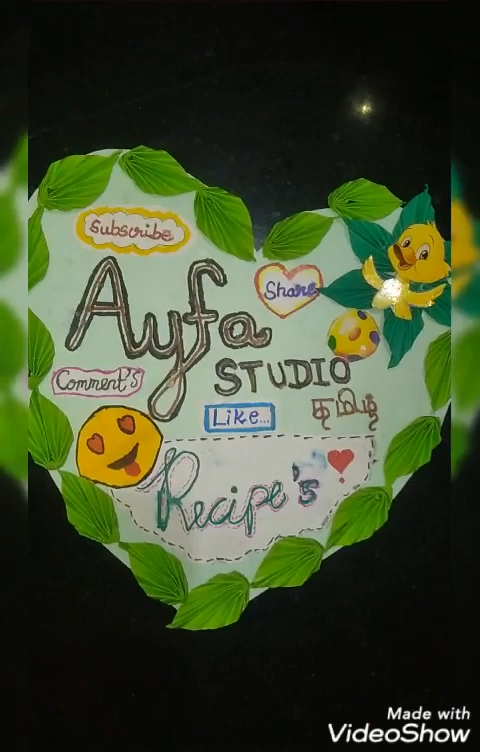 Subscribe
Share
Ayfa
STUDIO
Comment's
Like...
தமிழ்
Recipe's
Made with
VideoShow